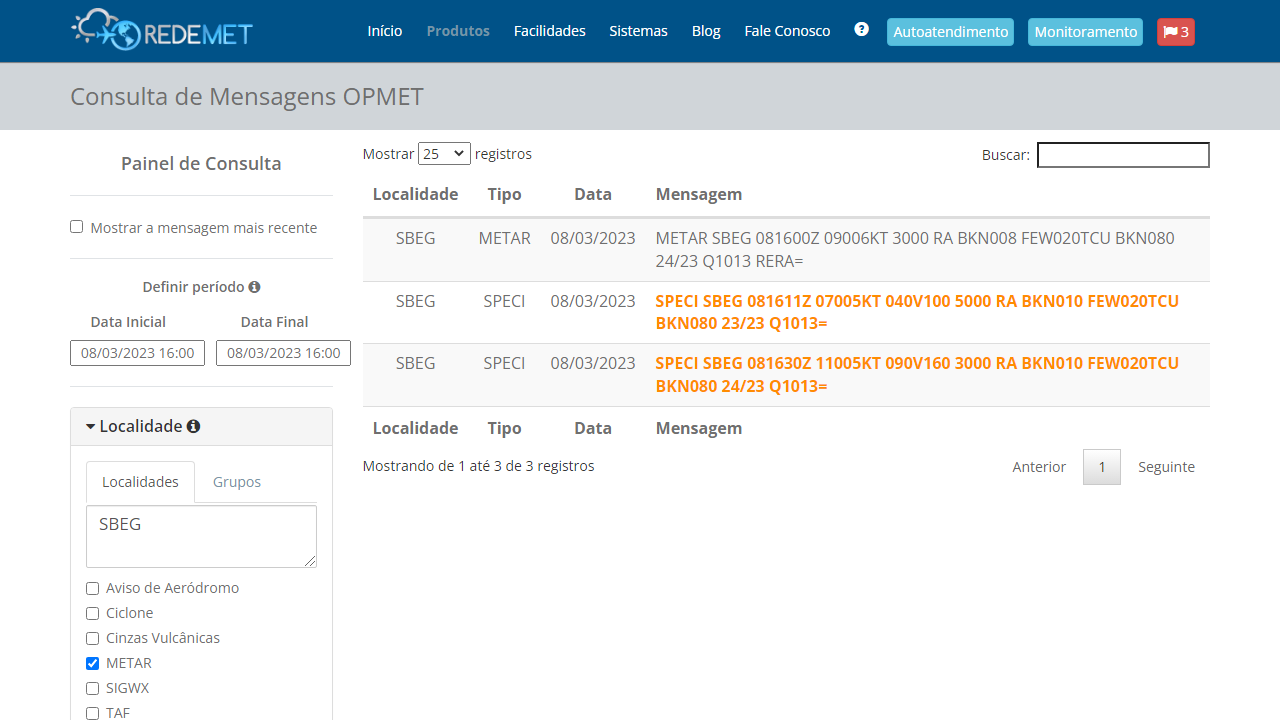 REDEMET
Início Produtos Facilidades Sistemas Blog Fale Conosco ? Autoatendimento Monitoramento 3
Consulta de Mensagens OPMET
Painel de Consulta
Mostrar a mensagem mais recente
Definir período
Data Inicial Data Final
08/03/2023 16:00 08/03/2023 16:00
Localidade
Localidades Grupos
SBEG
Aviso de Aeródromo
Ciclone
Cinzas Vulcânicas
METAR
SIGWX
TAF
Mostrar 25 registros Buscar:
Localidade Tipo Data Mensagem
SBEG METAR 08/03/2023 METAR SBEG 081600Z 09006KT 3000 RA BKN008 FEW020TCU BKN080
24/23 Q1013 RERA=
SBEG SPECI 08/03/2023 SPECI SBEG 081611Z 07005KT 040V100 5000 RA BKN010 FEW020TCU
BKN080 23/23 Q1013=
SBEG SPECI 08/03/2023 SPECI SBEG 081630Z 11005KT 090V160 3000 RA BKN010 FEW020TCU
BKN080 24/23 Q1013=
Localidade Tipo Data Mensagem
Mostrando de 1 até 3 de 3 registros Anterior 1 Seguinte